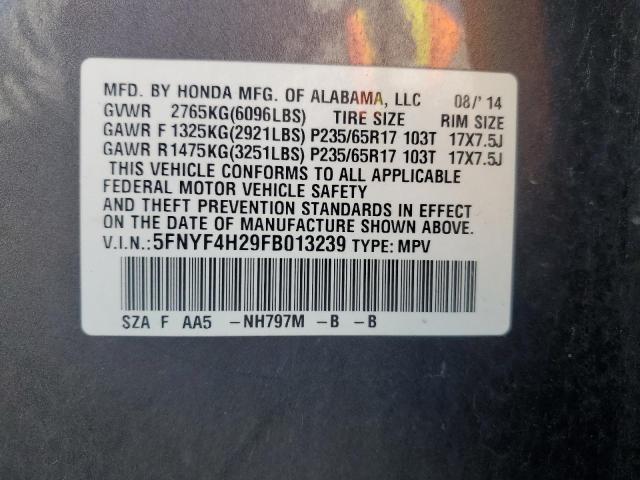 MFD. BY HONDA MFG. OF ALABAMA, LLC 08/'14
GVWR 2765KG(6096LBS) TIRE SIZE RIM SIZE
GAWR F 1325KG(2921LBS) P235/65R17 103T 17X7.5J
GAWR R1475KG(3251LBS) P235/65R17 103T 17X7.5J
THIS VEHICLE CONFORMS TO ALL APPLICABLE
FEDERAL MOTOR VEHICLE SAFETY
AND THEFT PREVENTION STANDARDS IN EFFECT
ON THE DATE OF MANUFACTURE SHOWN ABOVE.
V.I.N.:5FNYF4H29FB013239 TYPE: MPV
SZA F AA5 -NH797M -B -B